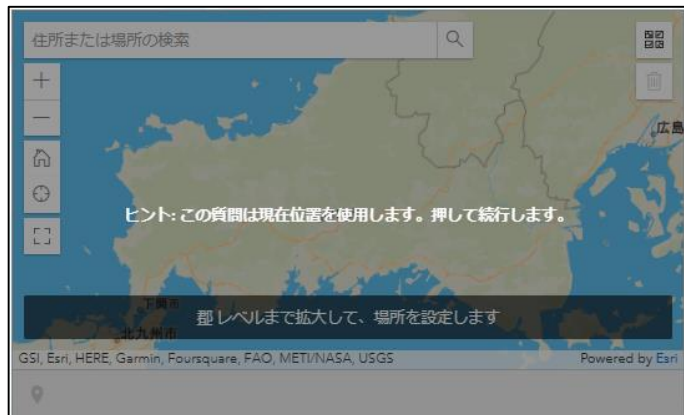 住所または場所の検索
広島
ヒント: この質問は現在位置を使用します。押して続行します。
下関市
郡 レベルまで拡大して、場所を設定します
北九州市
GSI, Esri, HERE, Garmin, Foursquare, FAO, METI/NASA, USGS
Powered by Esri